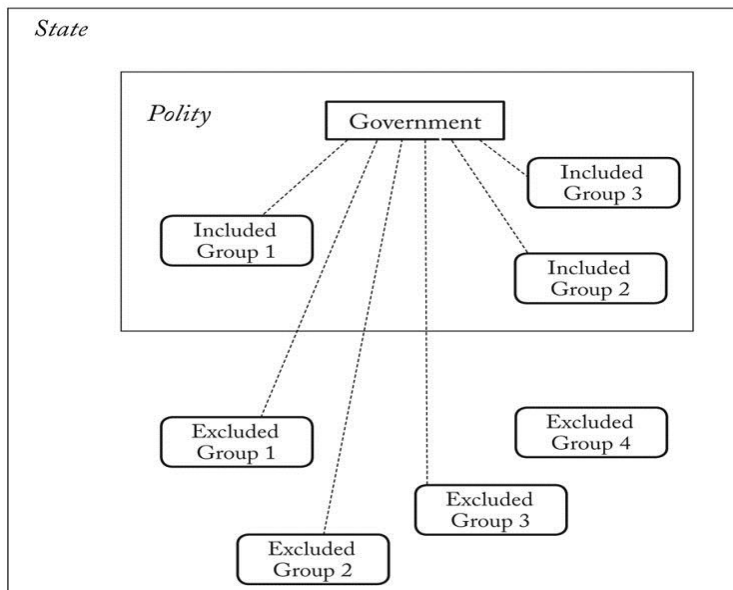 State
Polity
Government
Included
Group 3
Included
Group 1
Included
Group 2
Excluded
Group 1
Excluded
Group 4
Excluded
Group 3
Excluded
Group 2